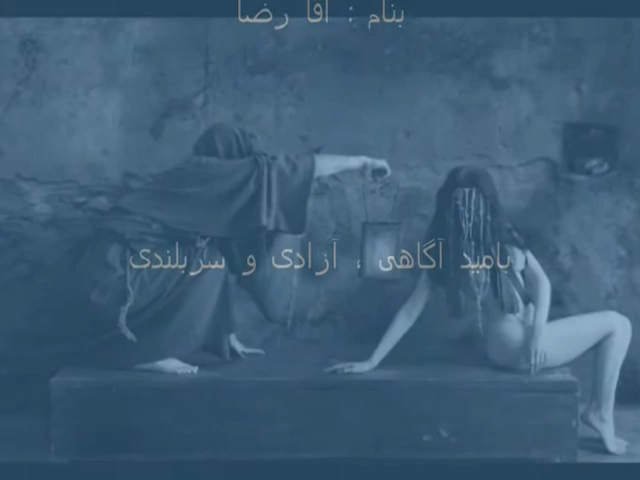 بنام : آقا رضا
بامید آگاهی ، آزادی و سربلندی